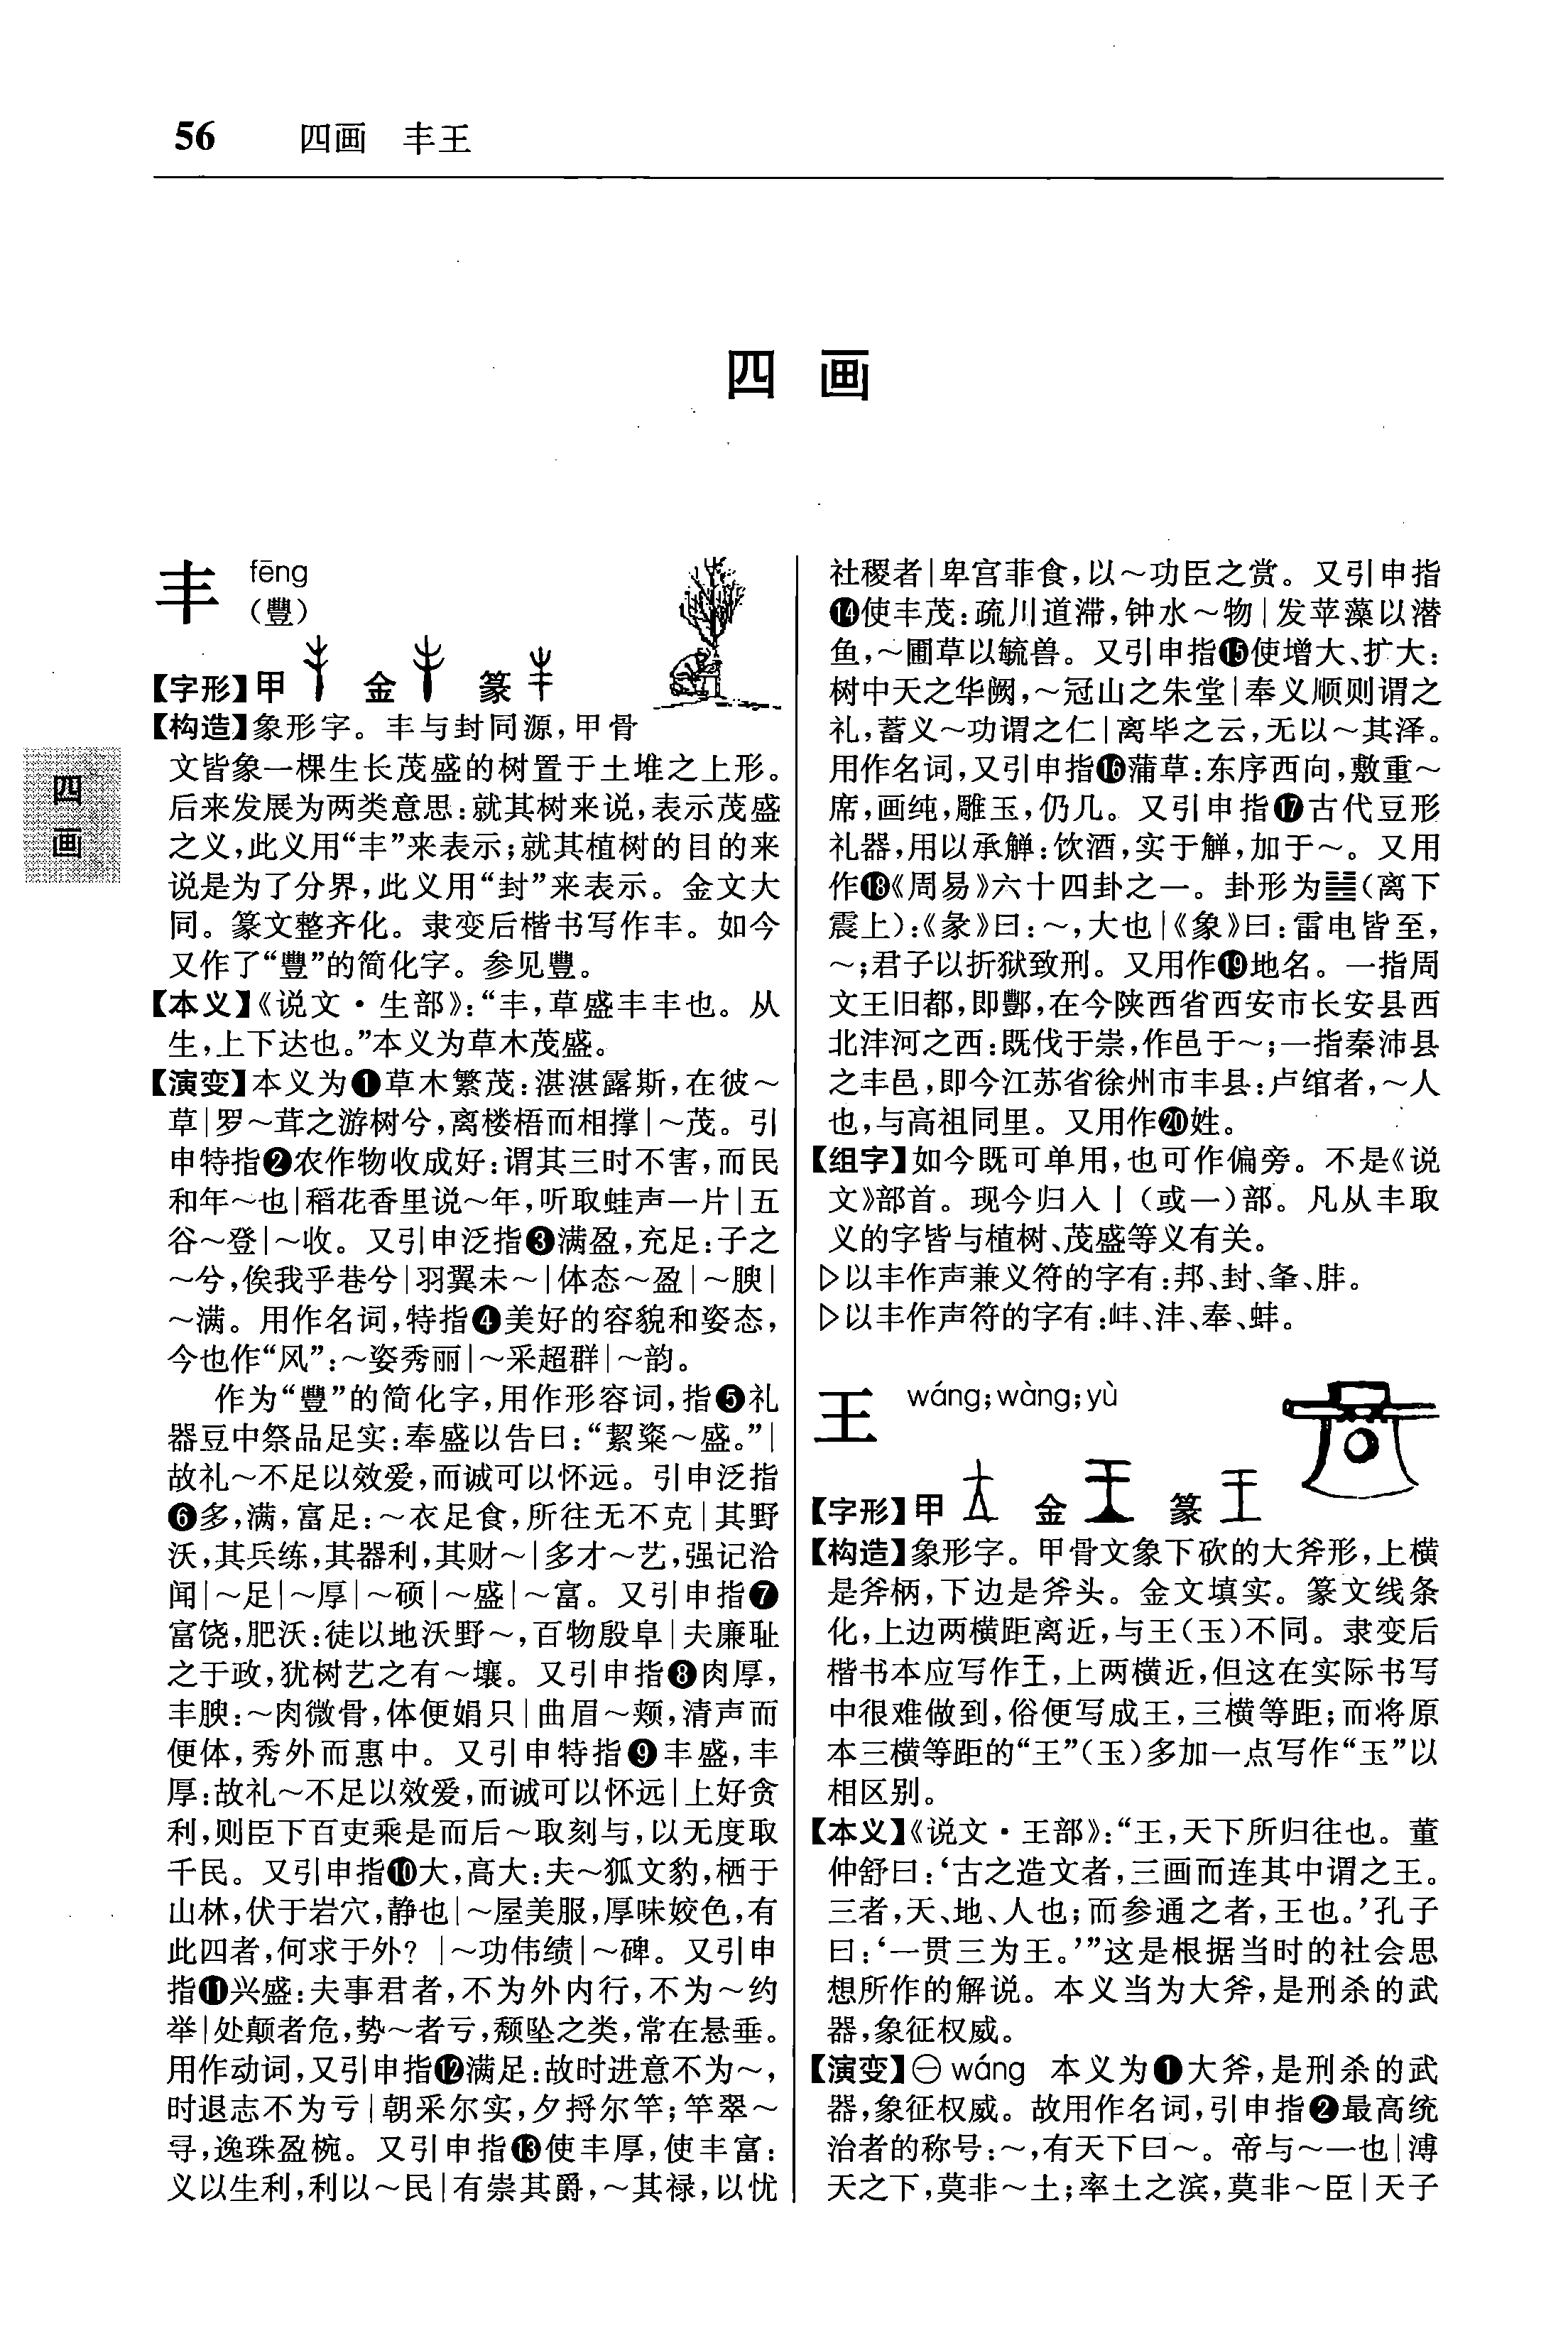 56 四画 丰王
四画
四画
丰 fēng
（豐）
【字形】甲 金 篆
【构造】象形字。丰与封同源，甲骨
文皆象一棵生长茂盛的树置于土堆之上形。
后来发展为两类意思：就其树来说，表示茂盛
之义，此义用“丰”来表示；就其植树的目的来
说是为了分界，此义用“封”来表示。金文大
同。篆文整齐化。隶变后楷书写作丰。如今
又作了“豐”的简化字。参见豐。
【本义】《说文·生部》：“丰，草盛丰丰也。从
生，上下达也。”本义为草木茂盛。
【演变】本义为❶草木繁茂：湛湛露斯，在彼～
草|罗～茸之游树兮，离楼梧而相撑|～茂。引
申特指❷农作物收成好：谓其三时不害，而民
和年～也|稻花香里说～年，听取蛙声一片|五
谷～登|～收。又引申泛指❸满盈，充足：子之
～兮，俟我乎巷兮|羽翼未～|体态～盈|～腴|
～满。用作名词，特指❹美好的容貌和姿态，
今也作“风”：～姿秀丽|～采超群|～韵。
作为“豐”的简化字，用作形容词，指❺礼
器豆中祭品足实：奉盛以告曰：“絜粢～盛。”|
故礼～不足以效爱，而诚可以怀远。引申泛指
❻多，满，富足：～衣足食，所往无不克|其野
沃，其兵练，其器利，其财～|多才～艺，强记洽
闻|～足|～厚|～硕|～盛|～富。又引申指❼
富饶，肥沃：徒以地沃野～，百物殷阜|夫廉耻
之于政，犹树艺之有～壤。又引申指❽肉厚，
丰腴：～肉微骨，体便娟只|曲眉～颊，清声而
便体，秀外而惠中。又引申特指❾丰盛，丰
厚：故礼～不足以效爱，而诚可以怀远|上好贪
利，则臣下百吏乘是而后～取刻与，以无度取
千民。又引申指❿大，高大：夫～狐文豹，栖于
山林，伏于岩穴，静也|～屋美服，厚味姣色，有
此四者，何求于外？|～功伟绩|～碑。又引申
指⓫兴盛：夫事君者，不为外内行，不为～约
举|处颠者危，势～者亏，颓坠之类，常在悬垂。
用作动词，又引申指⓬满足：故时进意不为～，
时退志不为亏|朝采尔实，夕捋尔竿；竿翠～
寻，逸珠盈椀。又引申指⓭使丰厚，使丰富：
义以生利，利以～民|有崇其爵，～其禄，以忧
社稷者|卑宫菲食，以～功臣之赏。又引申指
⓮使丰茂：疏川道滞，钟水～物|发苹藻以潜
鱼，～圃草以毓兽。又引申指⓯使增大、扩大：
树中天之华阙，～冠山之朱堂|奉义顺则谓之
礼，蓄义～功谓之仁|离毕之云，无以～其泽。
用作名词，又引申指⓰蒲草：东序西向，敷重～
席，画纯，雕玉，仍几。又引申指⓱古代豆形
礼器，用以承觯：饮酒，实于觯，加于～。又用
作⓲《周易》六十四卦之一。卦形为䷶（离下
震上）：《彖》曰：～，大也|《象》曰：雷电皆至，
～；君子以折狱致刑。又用作⓳地名。一指周
文王旧都，即酆，在今陕西省西安市长安县西
北沣河之西：既伐于崇，作邑于～；一指秦沛县
之丰邑，即今江苏省徐州市丰县：卢绾者，～人
也，与高祖同里。又用作⓴姓。
【组字】如今既可单用，也可作偏旁。不是《说
文》部首。现今归入丨（或一）部。凡从丰取
义的字皆与植树、茂盛等义有关。
▷以丰作声兼义符的字有：邦、封、夆、胩。
▷以丰作声符的字有：峀、沣、奉、蚌。
王 wáng；wàng；yù
【字形】甲 金 篆
【构造】象形字。甲骨文象下砍的大斧形，上横
是斧柄，下边是斧头。金文填实。篆文线条
化，上边两横距离近，与王（玉）不同。隶变后
楷书本应写作王，上两横近，但这在实际书写
中很难做到，俗便写成王，三横等距；而将原
本三横等距的“王”（玉）多加一点写作“玉”以
相区别。
【本义】《说文·王部》：“王，天下所归往也。董
仲舒曰：‘古之造文者，三画而连其中谓之王。
三者，天、地、人也；而参通之者，王也。’孔子
曰：‘一贯三为王。’”这是根据当时的社会思
想所作的解说。本义当为大斧，是刑杀的武
器，象征权威。
【演变】㊀wáng 本义为❶大斧，是刑杀的武
器，象征权威。故用作名词，引申指❷最高统
治者的称号：～，有天下曰～。帝与～一也|溥
天之下，莫非～土；率土之滨，莫非～臣|天子